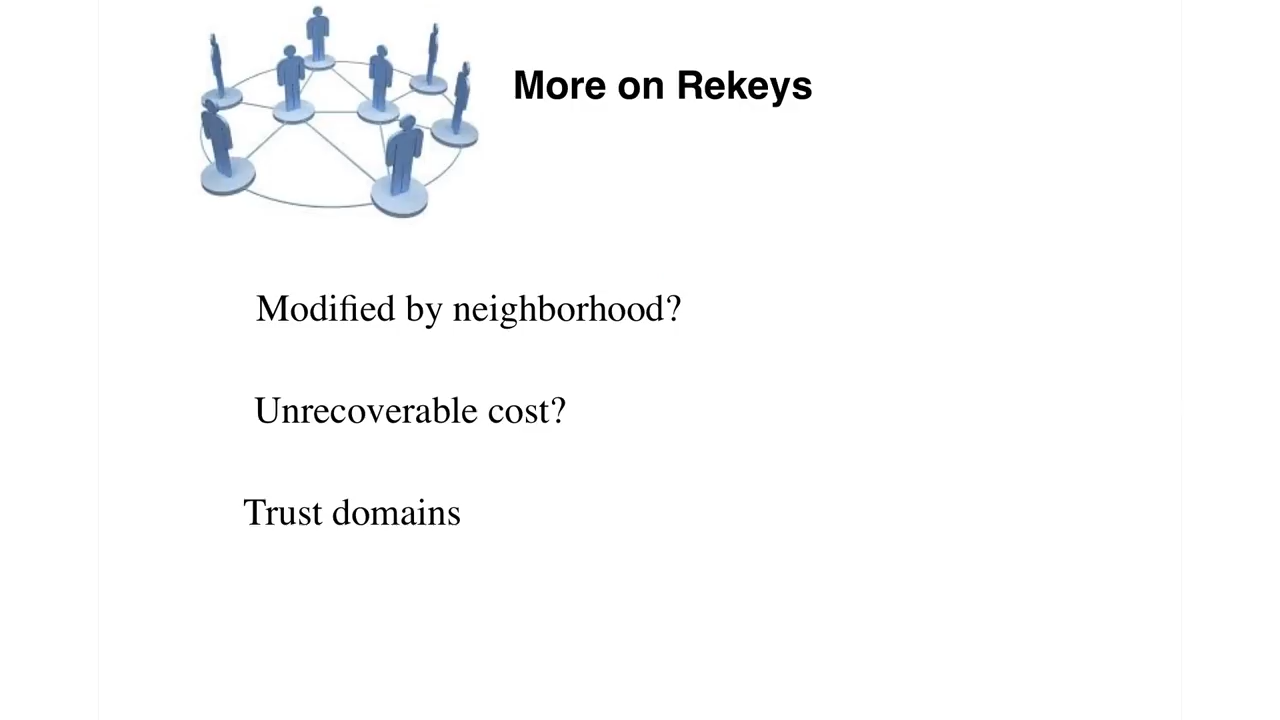 More on Rekeys
Modified by neighborhood?
Unrecoverable cost?
Trust domains